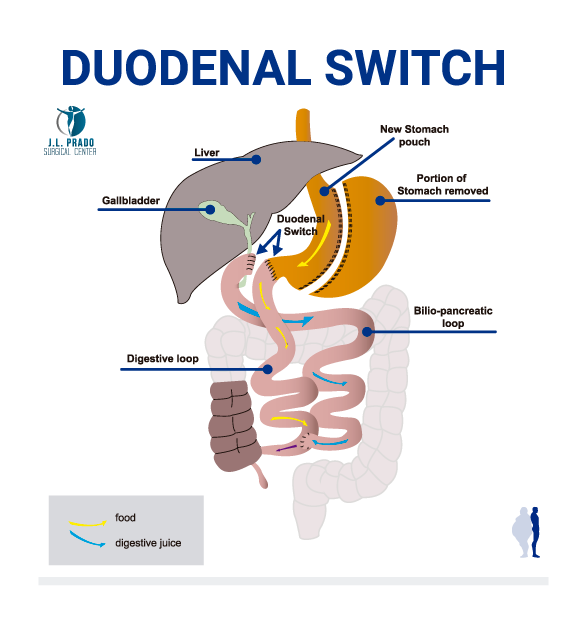 DUODENAL SWITCH
J.L. PRADO
SURGICAL CENTER
New Stomach
pouch
Liver
Portion of
Stomach removed
Gallbladder
Duodenal
Switch
Bilio-pancreatic
loop
Digestive loop
food
digestive juice